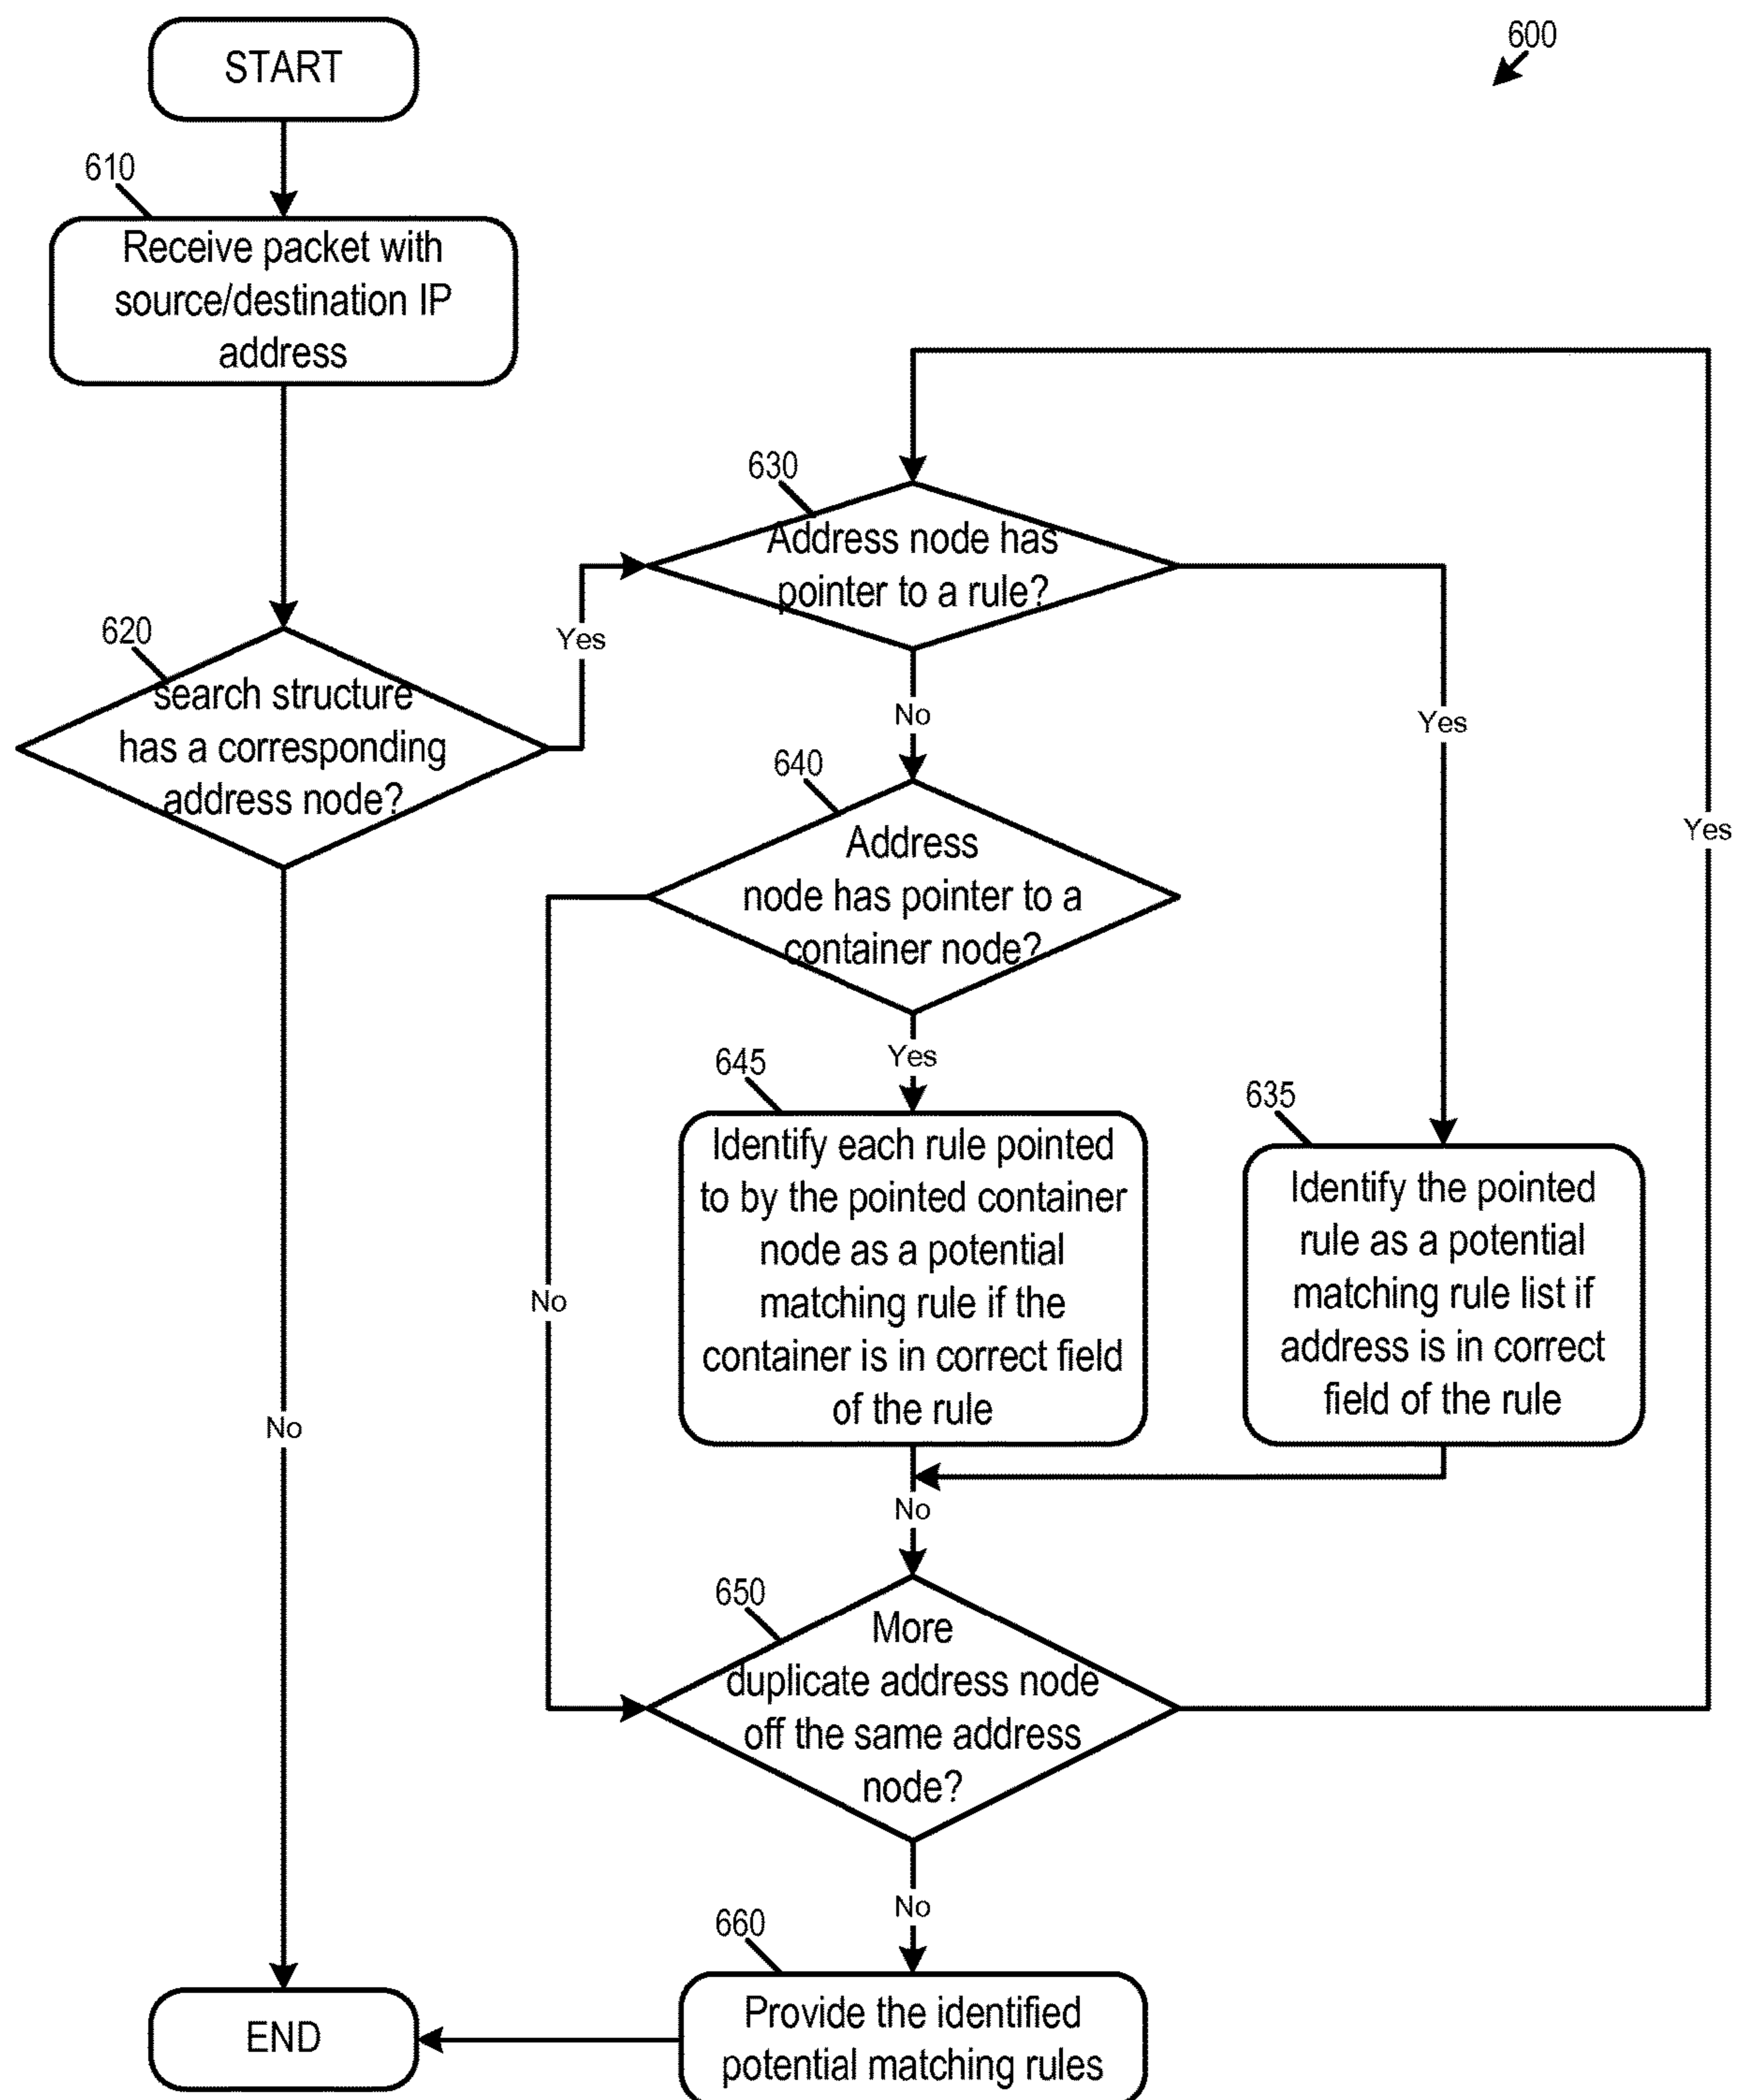 START
600
610
Receive packet with
source/destination IP
address
620
search structure
has a corresponding
address node?
Yes
No
630
Address node has
pointer to a rule?
No
Yes
640
Address
node has pointer to a
container node?
Yes
No
645
Identify each rule pointed
to by the pointed container
node as a potential
matching rule if the
container is in correct field
of the rule
635
Identify the pointed
rule as a potential
matching rule list if
address is in correct
field of the rule
No
650
More
duplicate address node
off the same address
node?
Yes
No
660
Provide the identified
potential matching rules
END